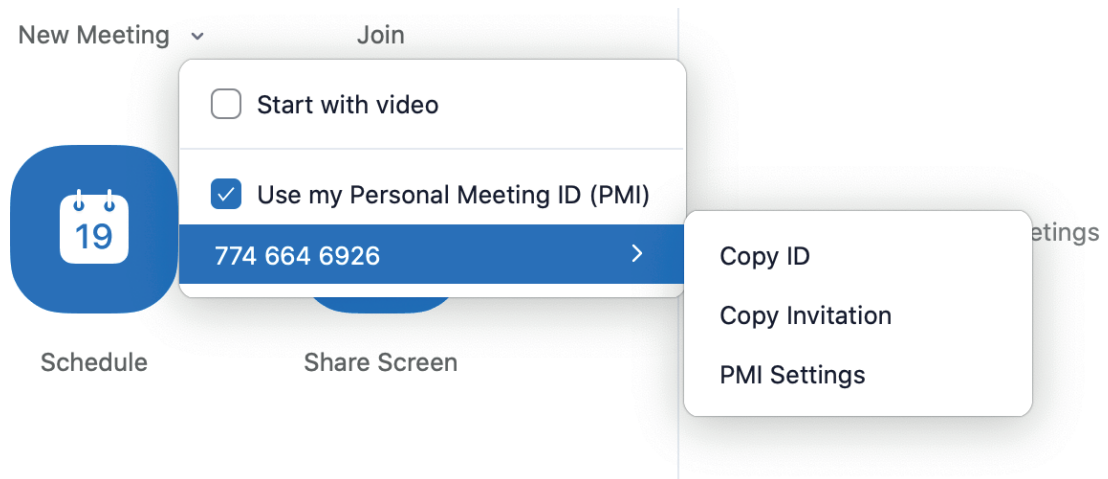 New Meeting
Join
Start with video
Use my Personal Meeting ID (PMI)
774 664 6926
19
Copy ID
Copy Invitation
PMI Settings
Schedule
Share Screen